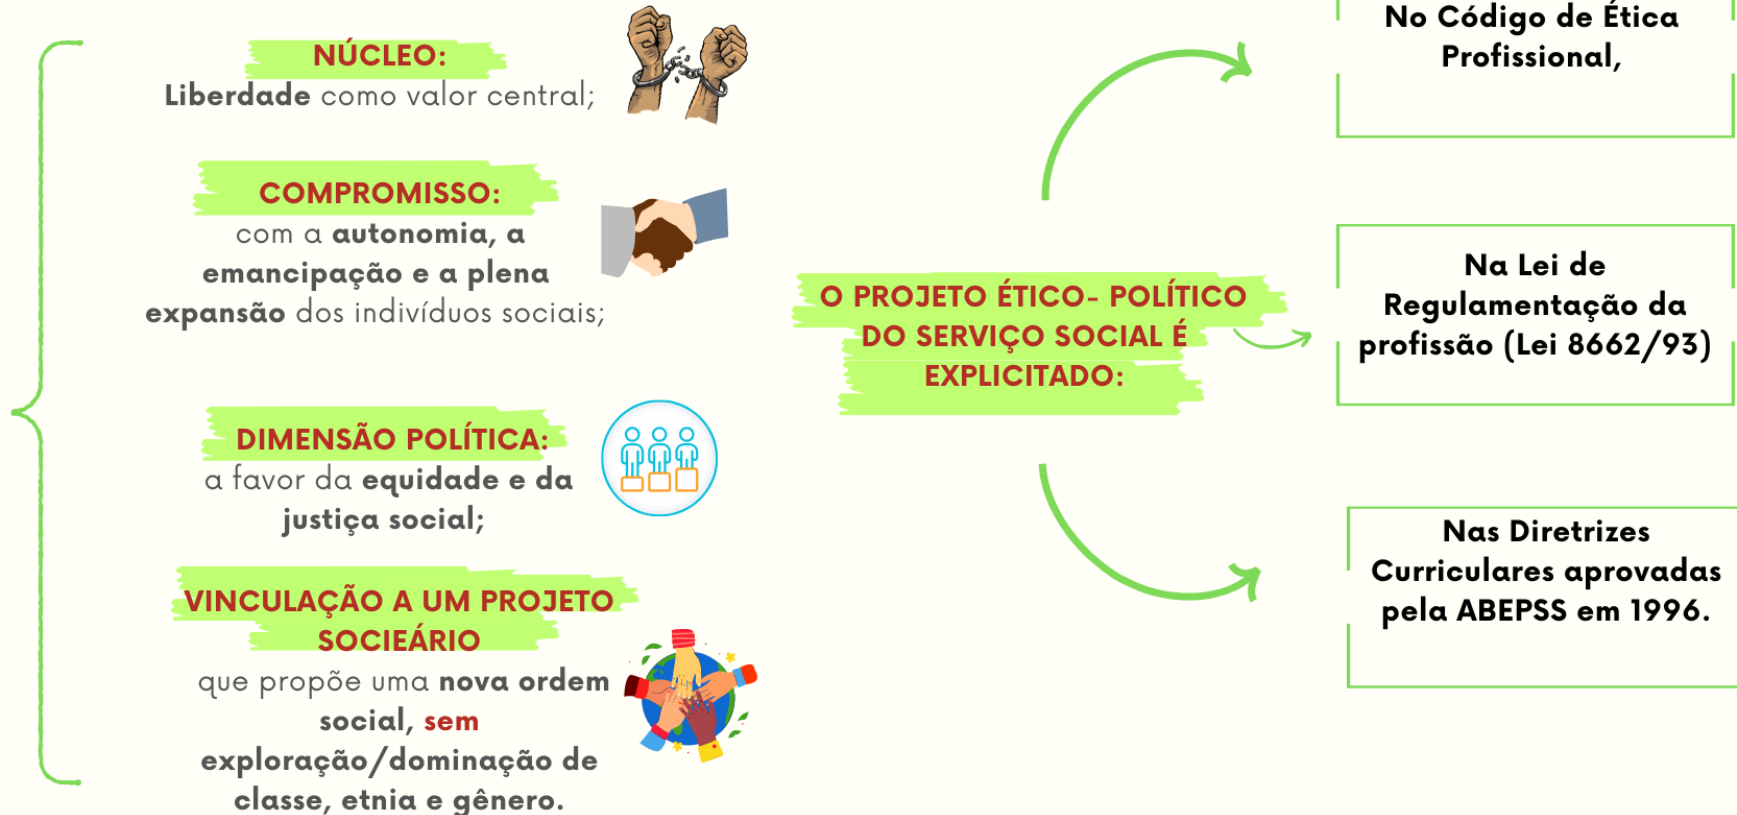 NÚCLEO:
Liberdade como valor central;
COMPROMISSO:
com a autonomia, a
emancipação e a plena
expansão dos indivíduos sociais;
DIMENSÃO POLÍTICA:
a favor da equidade e da
justiça social;
VINCULAÇÃO A UM PROJETO
SOCIEÁRIO
que propõe uma nova ordem
social, sem
exploração/dominação de
classe, etnia e gênero.
O PROJETO ÉTICO- POLÍTICO
DO SERVIÇO SOCIAL É
EXPLICITADO:
No Código de Ética
Profissional,
Na Lei de
Regulamentação da
profissão (Lei 8662/93)
Nas Diretrizes
Curriculares aprovadas
pela ABEPSS em 1996.